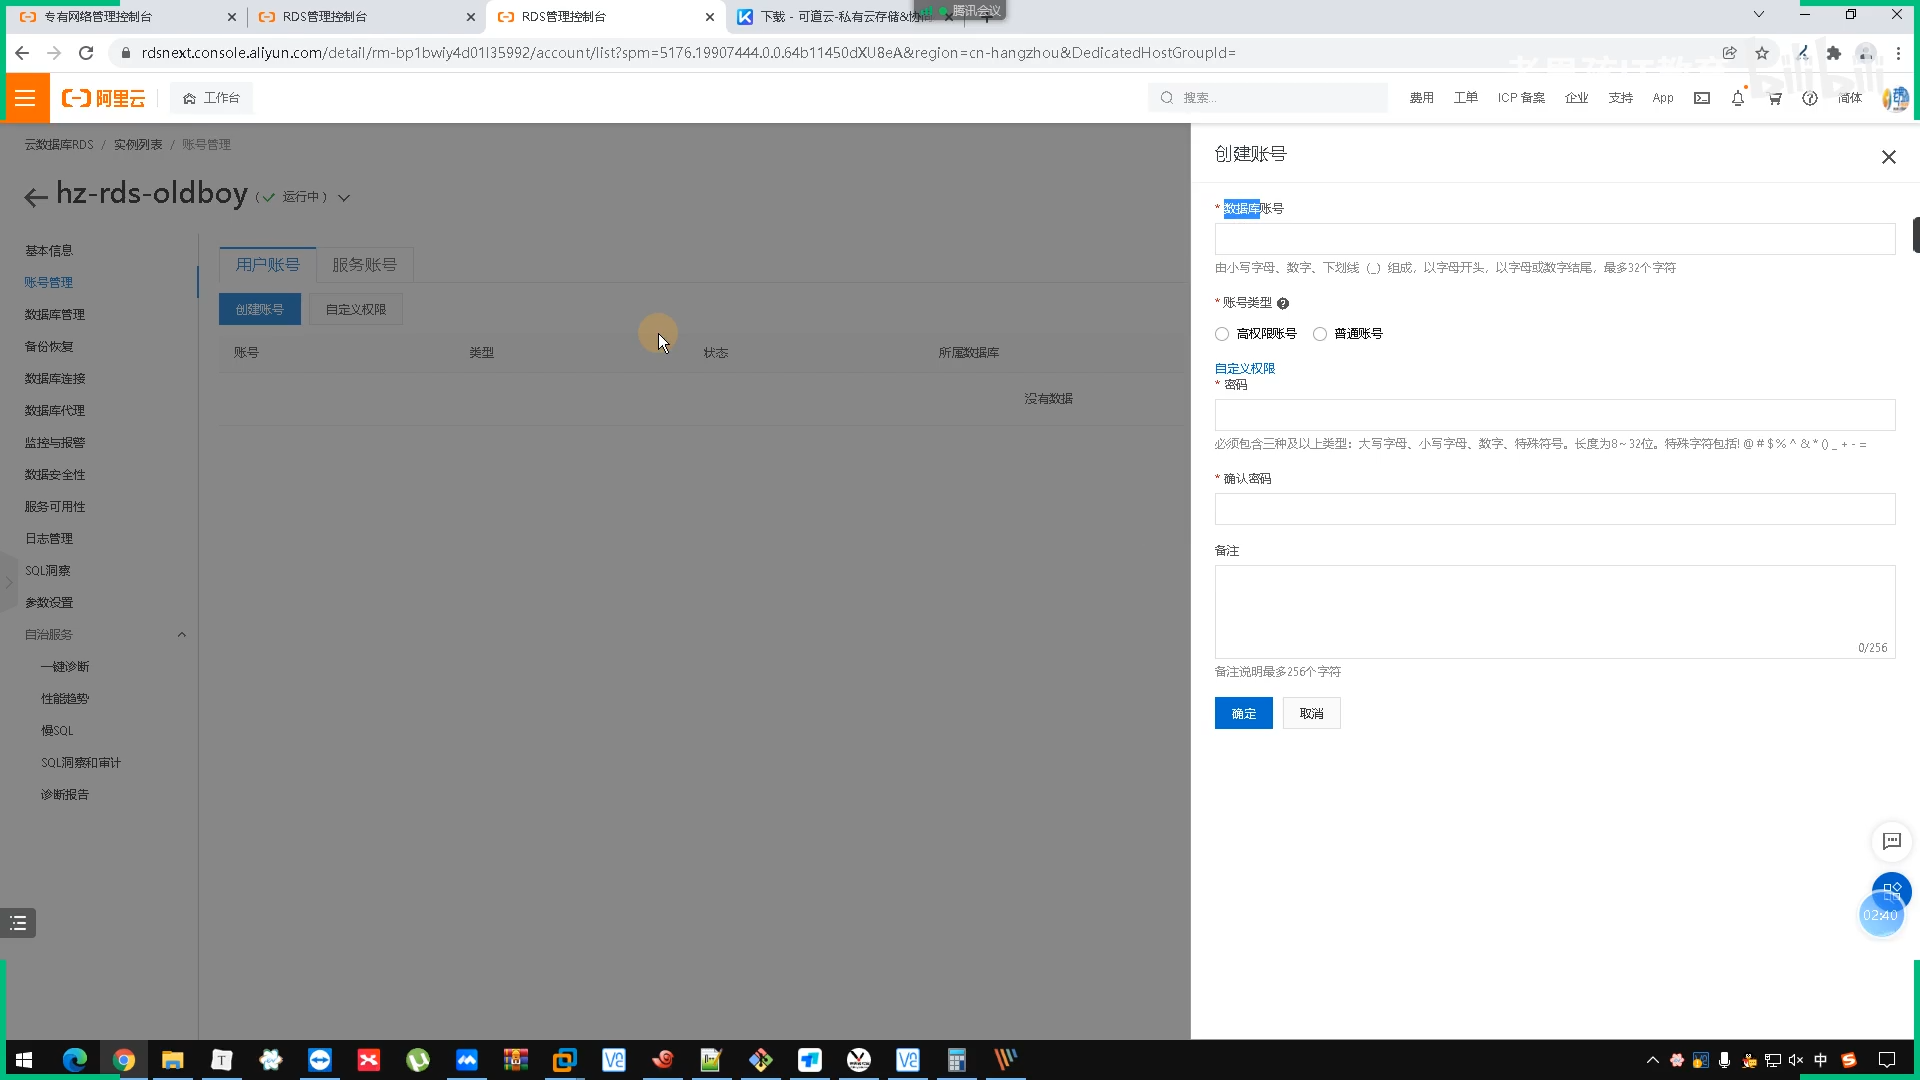 专有网络管理控制台
RDS管理控制台
RDS管理控制台
下载 - 可道云-私有云存储&协
腾讯会议
rdsnext.console.aliyun.com/detail/rm-bp1bwiy4d01l35992/account/list?spm=5176.19907444.0.0.64b11450dXU8eA&region=cn-hangzhou&DedicatedHostGroupId=
老男孩IT教育
bilibili
阿里云
工作台
搜索...
费用
工单
ICP 备案
企业
支持
App
简体
云数据库RDS / 实例列表 / 账号管理
hz-rds-oldboy
( 运行中 )
基本信息
账号管理
数据库管理
备份恢复
数据库连接
数据库代理
监控与报警
数据安全性
服务可用性
日志管理
SQL洞察
参数设置
自治服务
一键诊断
性能趋势
慢SQL
SQL洞察和审计
诊断报告
用户账号
服务账号
创建账号
自定义权限
账号
类型
状态
所属数据库
没有数据
创建账号
* 数据库账号
由小写字母、数字、下划线（_）组成，以字母开头，以字母或数字结尾，最多32个字符
* 账号类型
高权限账号
普通账号
自定义权限
* 密码
必须包含三种及以上类型：大写字母、小写字母、数字、特殊符号。长度为8~32位。特殊字符包括! @ # $ % ^ & * () _ + - =
* 确认密码
备注
0/256
备注说明最多256个字符
确定
取消
02:40
中